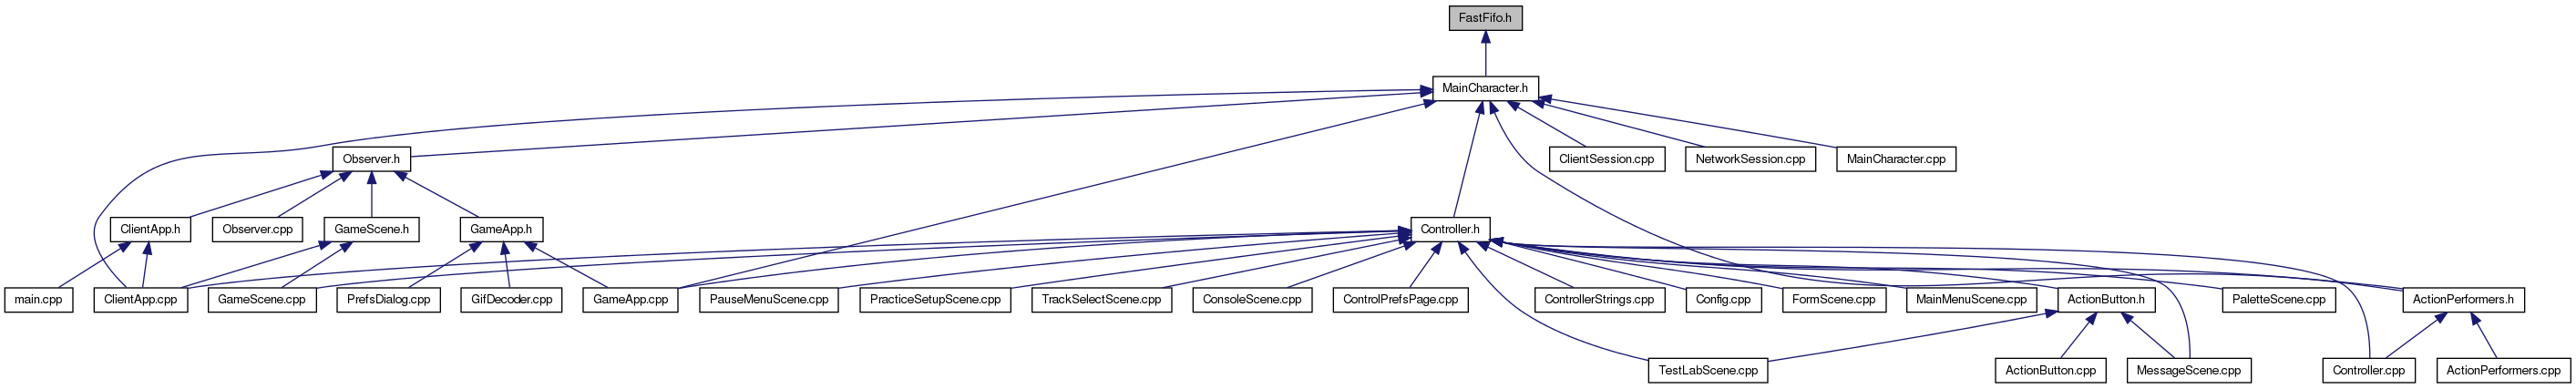 FastFifo.h
MainCharacter.h
Observer.h
ClientSession.cpp
NetworkSession.cpp
MainCharacter.cpp
ClientApp.h
Observer.cpp
GameScene.h
GameApp.h
Controller.h
main.cpp
ClientApp.cpp
GameScene.cpp
PrefsDialog.cpp
GifDecoder.cpp
GameApp.cpp
PauseMenuScene.cpp
PracticeSetupScene.cpp
TrackSelectScene.cpp
ConsoleScene.cpp
ControlPrefsPage.cpp
ControllerStrings.cpp
Config.cpp
FormScene.cpp
MainMenuScene.cpp
ActionButton.h
PaletteScene.cpp
ActionPerformers.h
TestLabScene.cpp
ActionButton.cpp
MessageScene.cpp
Controller.cpp
ActionPerformers.cpp